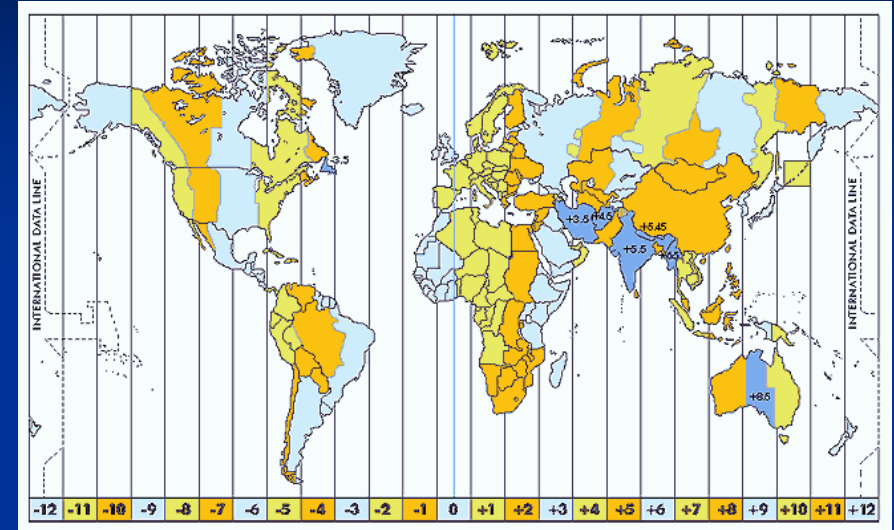 -3.5
+3.5
+4.5
+5.45
+5.5
+6.5
+8.5
INTERNATIONAL DATA LINE
INTERNATIONAL DATA LINE
-12 -11 -10 -9 -8 -7 -6 -5 -4 -3 -2 -1 0 +1 +2 +3 +4 +5 +6 +7 +8 +9 +10 +11 +12